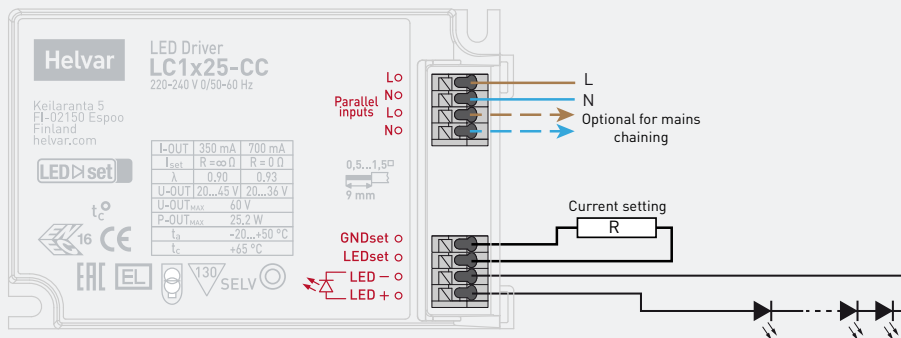 Helvar
LED Driver
LC1x25-CC
220-240 V 0/50-60 Hz
Keilaranta 5
FI-02150 Espoo
Finland
helvar.com
LED set
tc
16 CE
EAC EL
130 SELV
I-OUT 350 mA 700 mA
Iset R = ∞ Ω R = 0 Ω
λ 0.90 0.93
U-OUT 20...45 V 20...36 V
U-OUTMAX 60 V
P-OUTMAX 25,2 W
ta -20...+50 °C
tc +65 °C
0,5...1,5
9 mm
Parallel
inputs
L
N
L
N
GNDset
LEDset
LED –
LED +
L
N
Optional for mains
chaining
Current setting
R